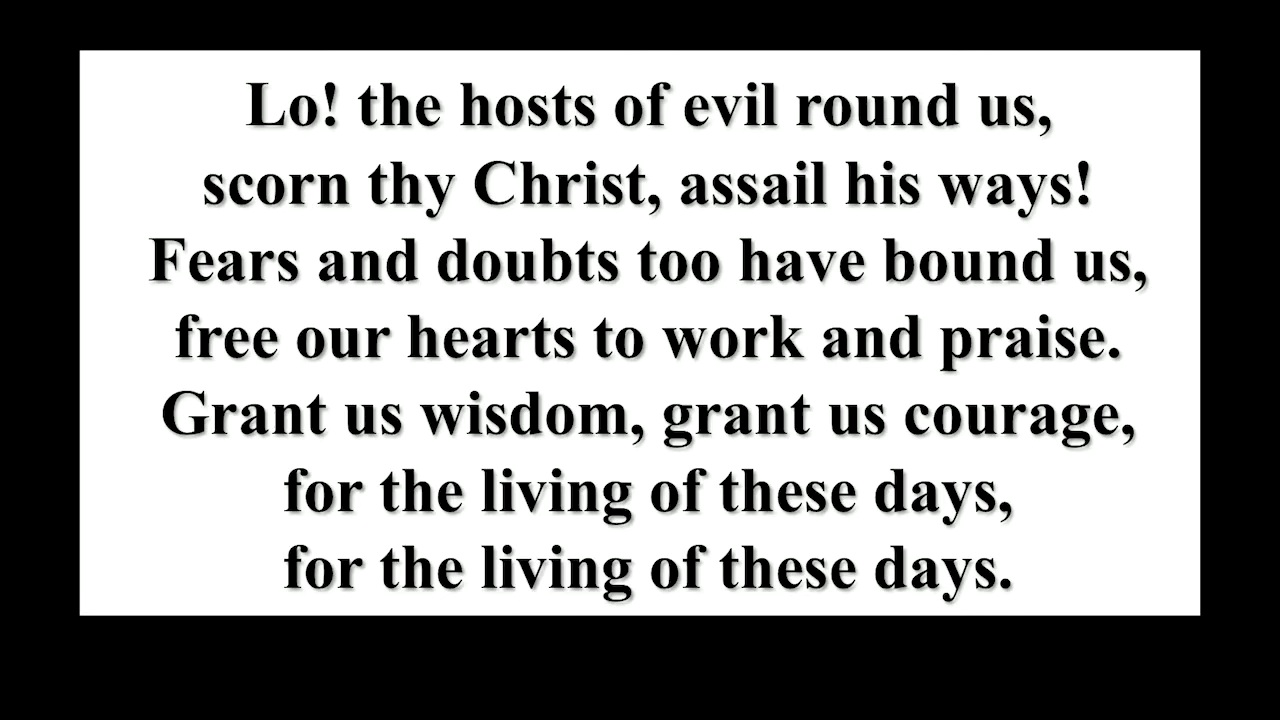 Lo! the hosts of evil round us,
scorn thy Christ, assail his ways!
Fears and doubts too have bound us,
free our hearts to work and praise.
Grant us wisdom, grant us courage,
for the living of these days,
for the living of these days.